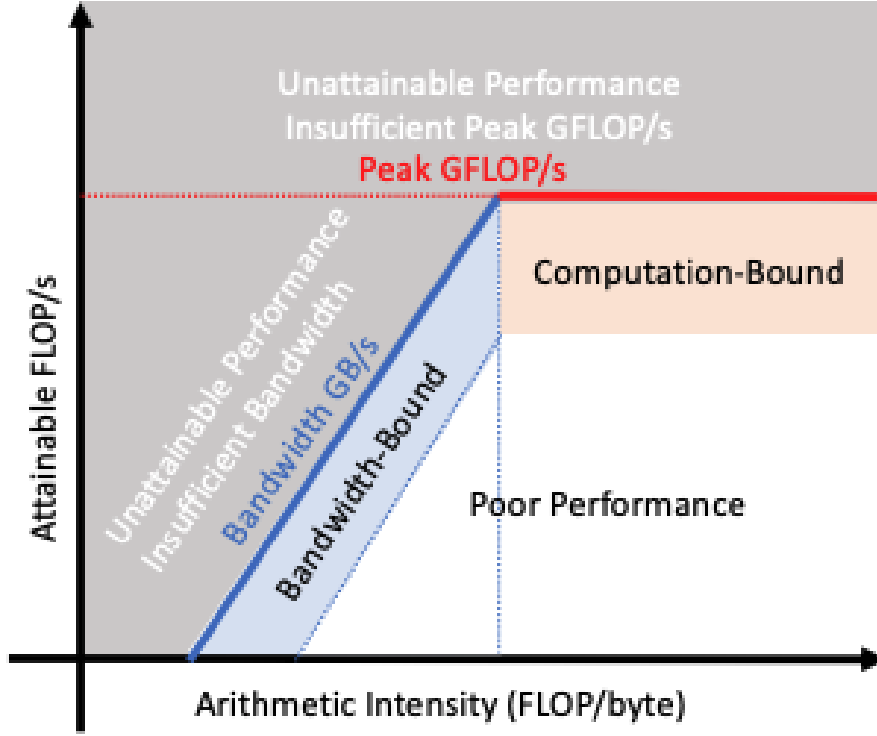 Unattainable Performance
Insufficient Peak GFLOP/s
Peak GFLOP/s
Computation-Bound
Unattainable Performance
Insufficient Bandwidth
Bandwidth GB/s
Bandwidth-Bound
Poor Performance
Attainable FLOP/s
Arithmetic Intensity (FLOP/byte)